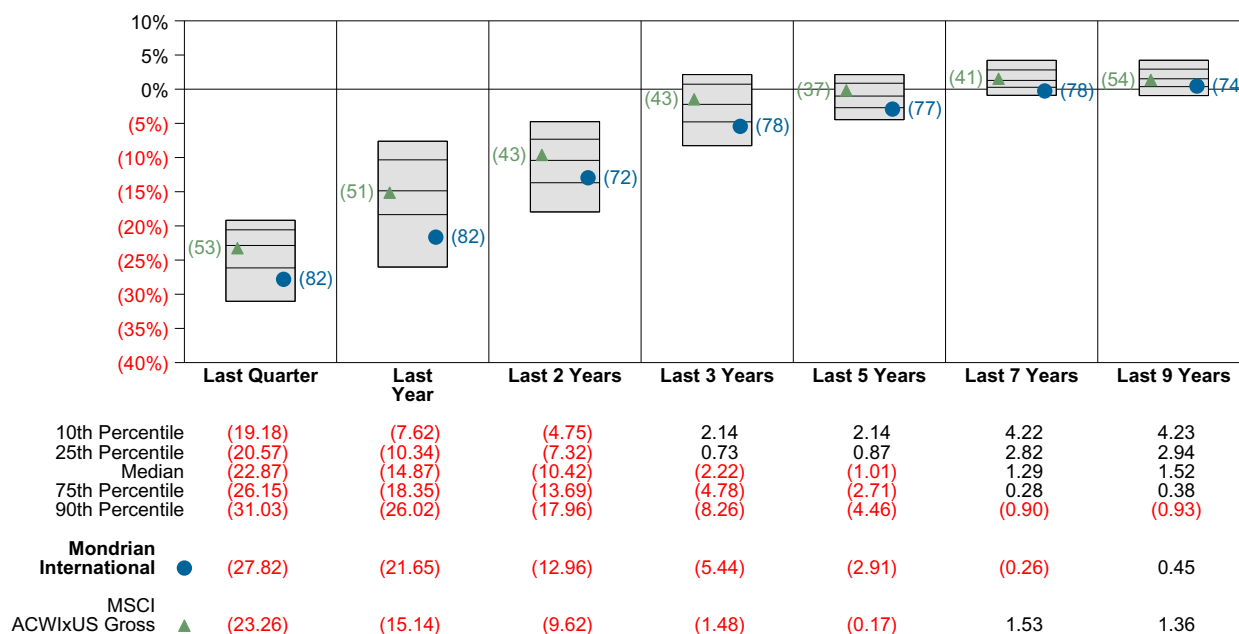 10%
5%
0%
(5%)
(10%)
(15%)
(20%)
(25%)
(30%)
(35%)
(40%)
(53)
(82)
(51)
(82)
(43)
(72)
(43)
(78)
(37)
(77)
(41)
(78)
(54)
(74
Last Quarter
Last
Year
Last 2 Years
Last 3 Years
Last 5 Years
Last 7 Years
Last 9 Years
10th Percentile (19.18) (7.62) (4.75) 2.14 2.14 4.22 4.23
25th Percentile (20.57) (10.34) (7.32) 0.73 0.87 2.82 2.94
Median (22.87) (14.87) (10.42) (2.22) (1.01) 1.29 1.52
75th Percentile (26.15) (18.35) (13.69) (4.78) (2.71) 0.28 0.38
90th Percentile (31.03) (26.02) (17.96) (8.26) (4.46) (0.90) (0.93)
Mondrian
International (27.82) (21.65) (12.96) (5.44) (2.91) (0.26) 0.45
MSCI
ACWIxUS Gross (23.26) (15.14) (9.62) (1.48) (0.17) 1.53 1.36